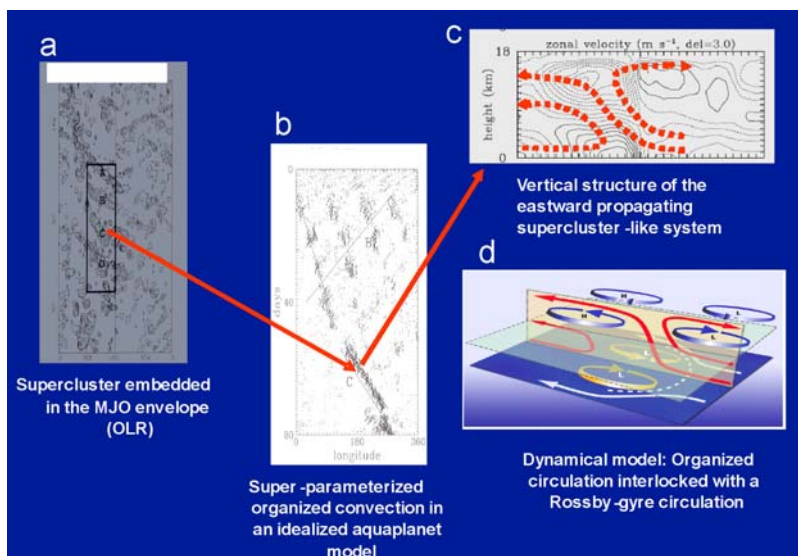 a
Supercluster embedded
in the MJO envelope
(OLR)
b
0
40
80
days
B
C
0
180
360
longitude
Super -parameterized
organized convection in
an idealized aquaplanet
model
c
zonal velocity (m s⁻¹, del=3.0)
18
0
height (km)
Vertical structure of the
eastward propagating
supercluster -like system
d
H
L
H
L
L
L
Dynamical model: Organized
circulation interlocked with a
Rossby -gyre circulation